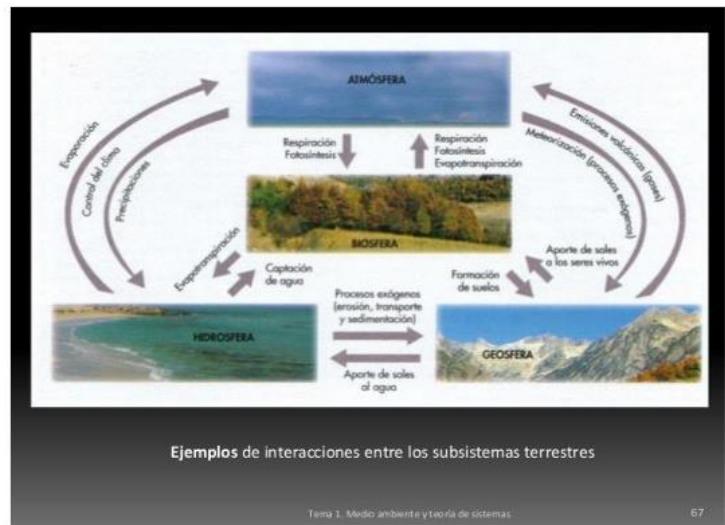 ATMÓSFERA
Evaporación
Control del clima
Precipitaciones
Respiración
Fotosíntesis
Respiración
Fotosíntesis
Evapotranspiración
Emisiones volcánicas (gases)
Meteorización (procesos exógenos)
BIOSFERA
Evapotranspiración
Captación
de agua
Formación
de suelos
Aporte de sales
a los seres vivos
HIDROSFERA
Procesos exógenos
(erosión, transporte
y sedimentación)
Aporte de sales
al agua
GEOSFERA
Ejemplos de interacciones entre los subsistemas terrestres
Tema 1. Medio ambiente y teoría de sistemas
67